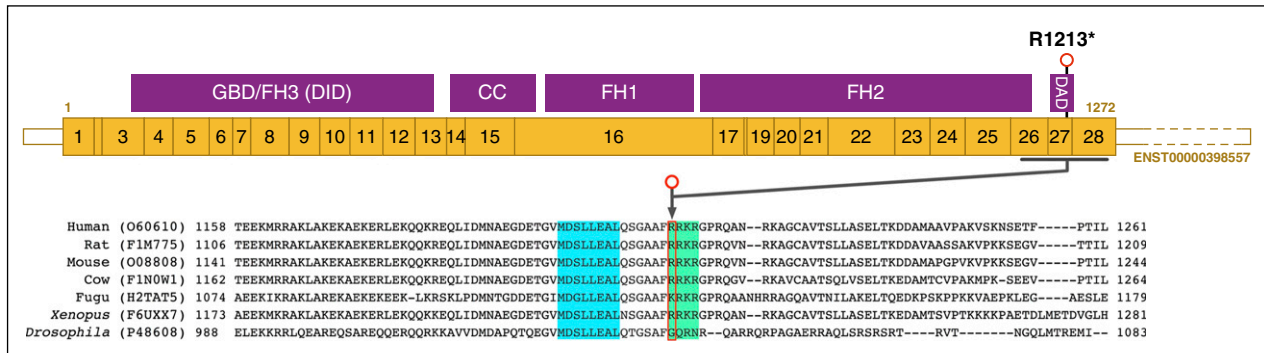 R1213*
GBD/FH3 (DID) CC FH1 FH2 DAD
1 1272
1 3 4 5 6 7 8 9 10 11 12 13 14 15 16 17 19 20 21 22 23 24 25 26 27 28
ENST00000398557
Human (O60610) 1158 TEEKMRRAKLAKEKAEKERLEKQQKREQLIDMNAEGDETGVMDSLLEALQSGAAFRRKRGPRQAN--RKAGCAVTSLLASELTKDDAMAAVPAKVSKNSETF-----PTIL 1261
Rat (F1M775) 1106 TEEKMRRAKLAKEKAEKERLEKQQKREQLIDMNAEGDETGVMDSLLEALQSGAAFRRKRGPRQVN--RKAGCAVTSLLASELTKDDAVAASSAKVPKKSEGV-----PTIL 1209
Mouse (O08808) 1141 TEEKMRRAKLAKEKAEKERLEKQQKREQLIDMNAEGDETGVMDSLLEALQSGAAFRRKRGPRQVN--RKAGCAVTSLLASELTKDDAMAPGPVKVPKKSEGV-----PTIL 1244
Cow (F1N0W1) 1162 TEEKMRRAKLAKEKAEKERLEKQQKREQLIDMNAEGDETGVMDSLLEALQSGAAFRRKRGPRQGV-RKAVCAATSQLVSELTKEDAMTCVPAKMPK-SEEV-----PTIL 1264
Fugu (H2TAT5) 1074 AEEKIKRAKLAREKAEKEKEEK-LKRSKLPDMNTGDDETGIMDGLLEALQSGAAFKRKRGPRQAANHRRAGQAVTNILAKELTQEDKPSKPPKKVAEPKLEG----AESLE 1179
Xenopus (F6UXX7) 1173 AEEKMKRAKLAKEKAEKERLEKQQKREQLIDMNAEGDETGVMDSLLEALNSGAAFRRKRGPRQAN--RKAGCAVTSLLASELTKDDAMTSVPTKKKKPAETDLMETDVGLH 1281
Drosophila (P48608) 988 ELEKKRRLQEAREQSAREQQERQQRKKAVVDMDAPQTQEGVMDSLLEALQTGSAFGQRNR--QARRQRPAGAERRAQLSRSRSRT----RVT-----NGQLMTREMI--- 1083